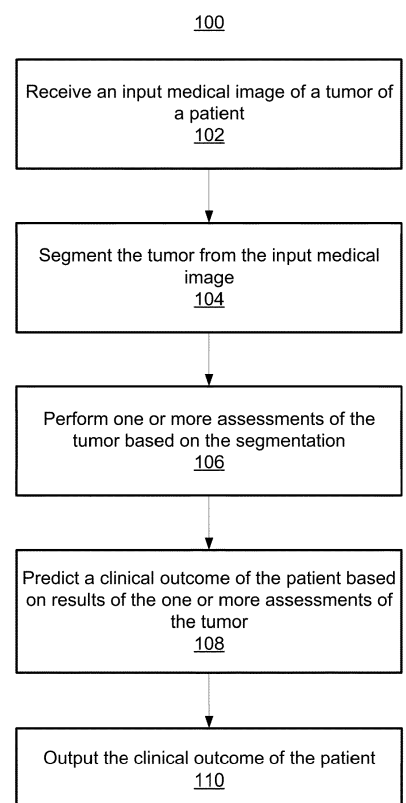 100
Receive an input medical image of a tumor of
a patient
102
Segment the tumor from the input medical
image
104
Perform one or more assessments of the
tumor based on the segmentation
106
Predict a clinical outcome of the patient based
on results of the one or more assessments of
the tumor
108
Output the clinical outcome of the patient
110